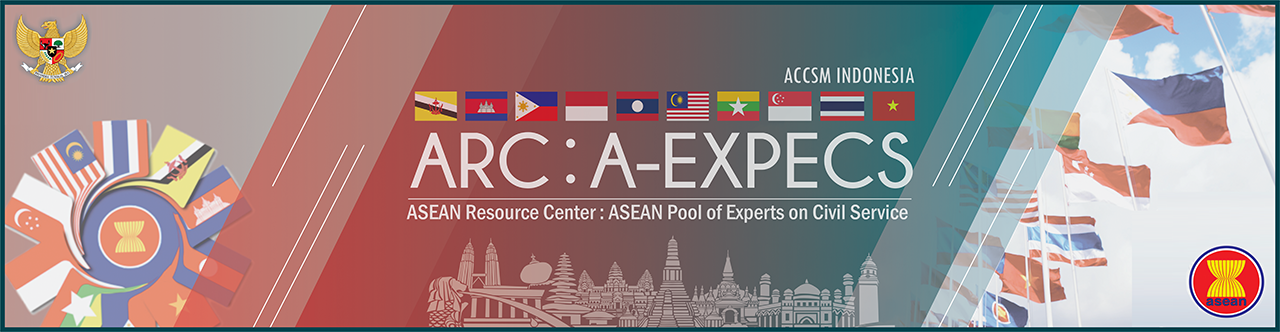 ACCSM INDONESIA
ARC : A-EXPECS
ASEAN Resource Center : ASEAN Pool of Experts on Civil Service
asean